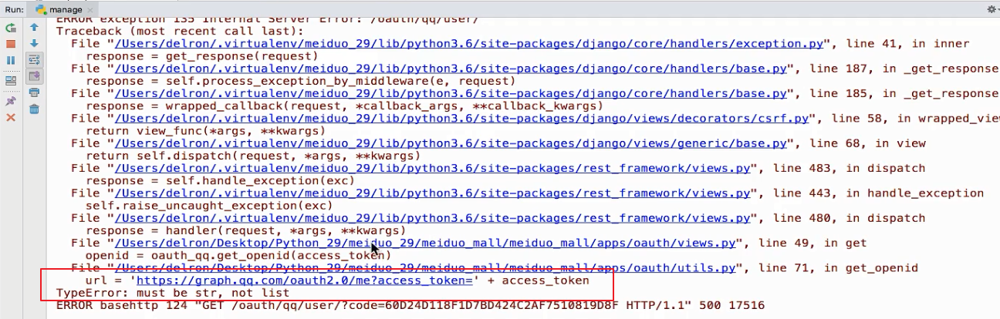 Run: manage
ERROR exception 135 Internal Server Error: /oauth/qq/user/
Traceback (most recent call last):
File "/Users/delron/.virtualenv/meiduo_29/lib/python3.6/site-packages/django/core/handlers/exception.py", line 41, in inner
response = get_response(request)
File "/Users/delron/.virtualenv/meiduo_29/lib/python3.6/site-packages/django/core/handlers/base.py", line 187, in _get_response
response = self.process_exception_by_middleware(e, request)
File "/Users/delron/.virtualenv/meiduo_29/lib/python3.6/site-packages/django/core/handlers/base.py", line 185, in _get_response
response = wrapped_callback(request, *callback_args, **callback_kwargs)
File "/Users/delron/.virtualenv/meiduo_29/lib/python3.6/site-packages/django/views/decorators/csrf.py", line 58, in wrapped_vie
return view_func(*args, **kwargs)
File "/Users/delron/.virtualenv/meiduo_29/lib/python3.6/site-packages/django/views/generic/base.py", line 68, in view
return self.dispatch(request, *args, **kwargs)
File "/Users/delron/.virtualenv/meiduo_29/lib/python3.6/site-packages/rest_framework/views.py", line 483, in dispatch
response = self.handle_exception(exc)
File "/Users/delron/.virtualenv/meiduo_29/lib/python3.6/site-packages/rest_framework/views.py", line 443, in handle_exception
self.raise_uncaught_exception(exc)
File "/Users/delron/.virtualenv/meiduo_29/lib/python3.6/site-packages/rest_framework/views.py", line 480, in dispatch
response = handler(request, *args, **kwargs)
File "/Users/delron/Desktop/Python_29/meiduo_29/meiduo_mall/meiduo_mall/apps/oauth/views.py", line 49, in get
openid = oauth_qq.get_openid(access_token)
File "/Users/delron/Desktop/Python_29/meiduo_29/meiduo_mall/meiduo_mall/apps/oauth/utils.py", line 71, in get_openid
url = 'https://graph.qq.com/oauth2.0/me?access_token=' + access_token
TypeError: must be str, not list
ERROR basehttp 124 "GET /oauth/qq/user/?code=60D24D118F1D7BD424C2AF7510819D8F HTTP/1.1" 500 17516